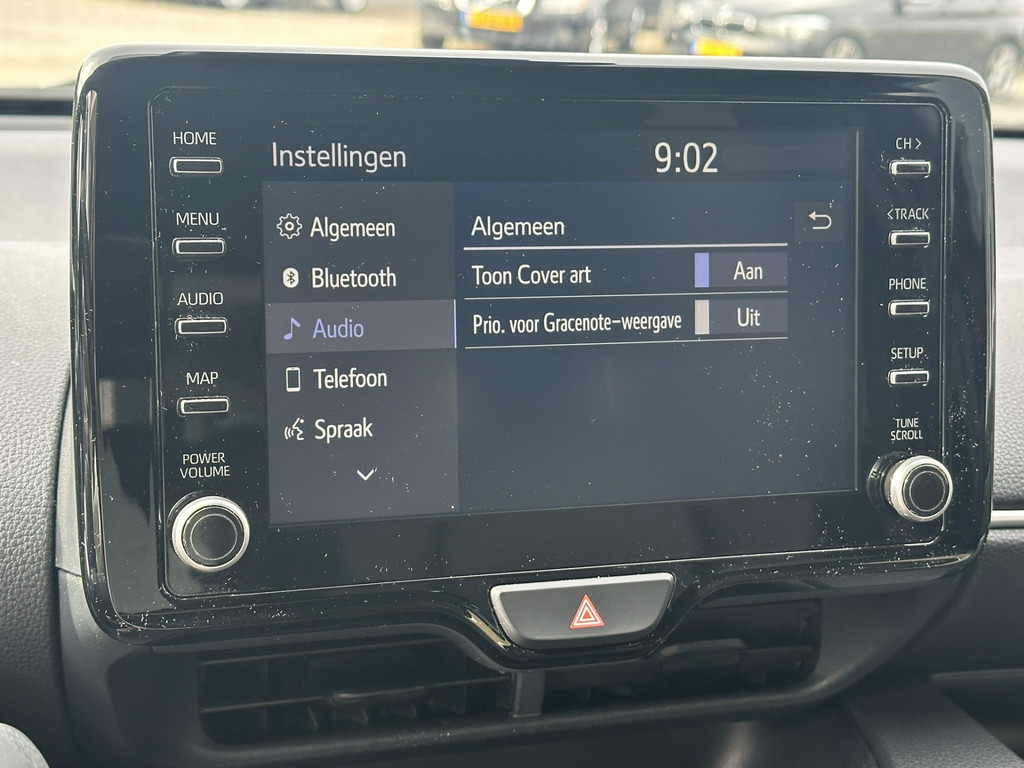 HOME
MENU
AUDIO
MAP
POWER
VOLUME
Instellingen
9:02
Algemeen
Bluetooth
Audio
Telefoon
Spraak
Algemeen
Toon Cover art Aan
Prio. voor Gracenote-weergave Uit
CH >
< TRACK
PHONE
SETUP
TUNE
SCROLL